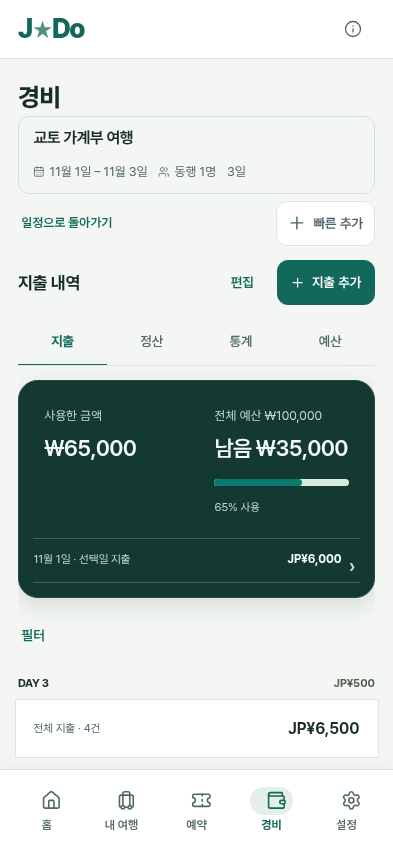 J★Do
경비
교토 가계부 여행
11월 1일 – 11월 3일 동행 1명 3일
일정으로 돌아가기
빠른 추가
지출 내역
편집
지출 추가
지출 정산 통계 예산
사용한 금액
₩65,000
전체 예산 ₩100,000
남음 ₩35,000
65% 사용
11월 1일 · 선택일 지출
JP¥6,000
필터
DAY 3
JP¥500
전체 지출 · 4건
JP¥6,500
홈 내 여행 예약 경비 설정